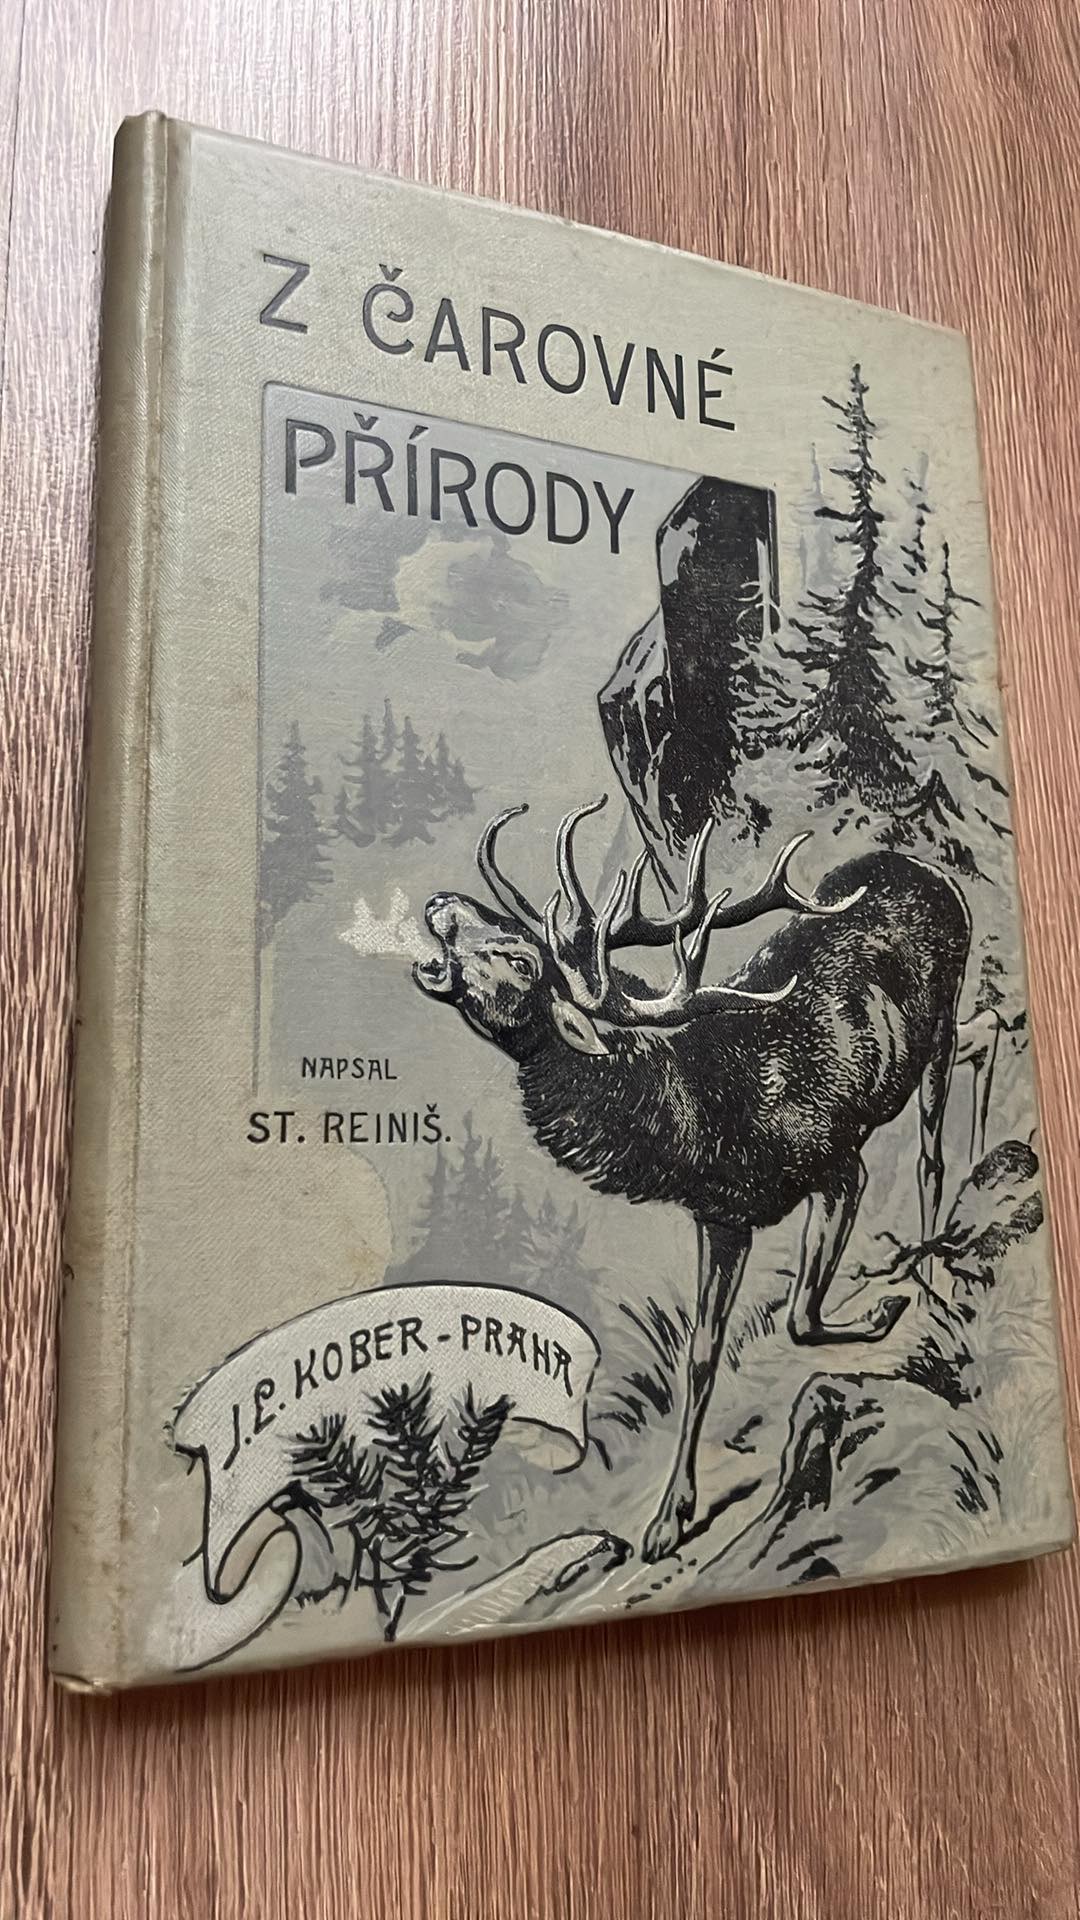 Z ČAROVNÉ
PŘÍRODY
NAPSAL
ST. REINIŠ.
J. L. KOBER - PRAHA